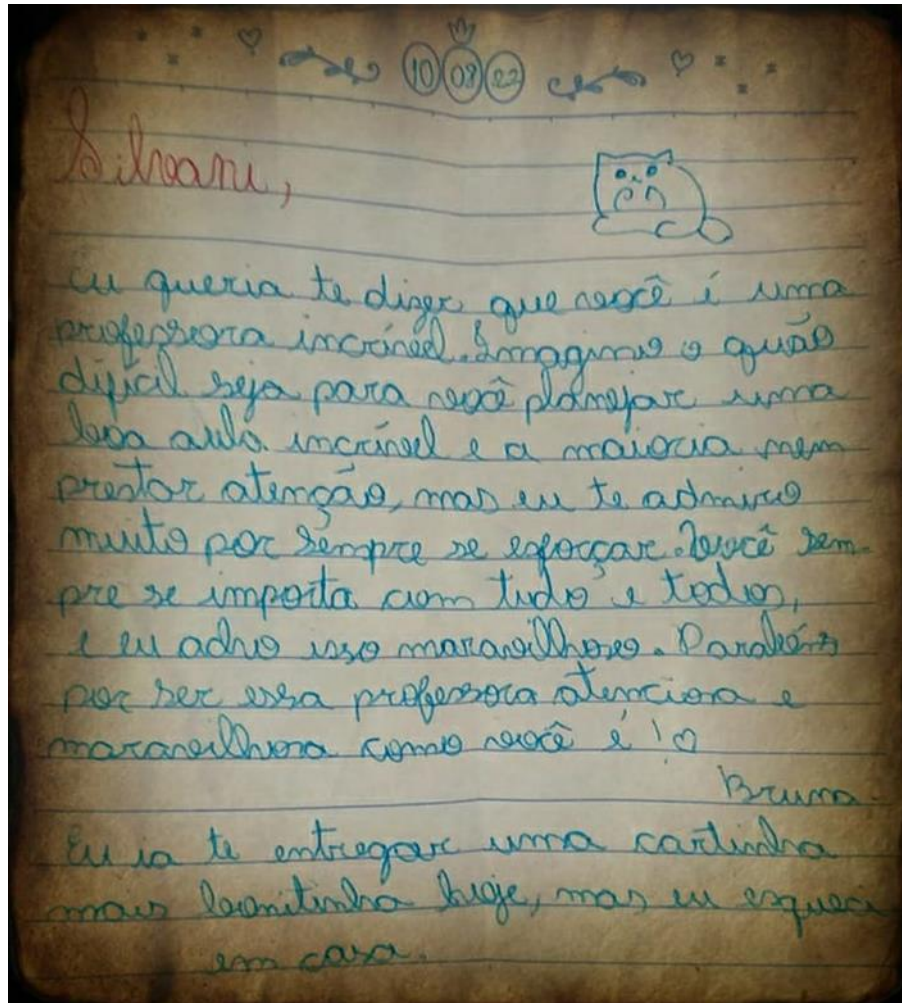 10 08 22
Silvani,
Eu queria te dizer que você é uma
professora incrível. Imagino o quão
difícil seja para você planejar uma
boa aula incrível e a maioria nem
prestar atenção, mas eu te admiro
muito por sempre se esforçar. Você sem-
pre se importa com tudo e todos,
e eu acho isso maravilhoso. Parabéns
por ser essa professora atenciosa e
maravilhosa como você é!
Bruna
Eu ia te entregar uma cartinha
mais bonitinha hoje, mas eu esqueci
em casa.